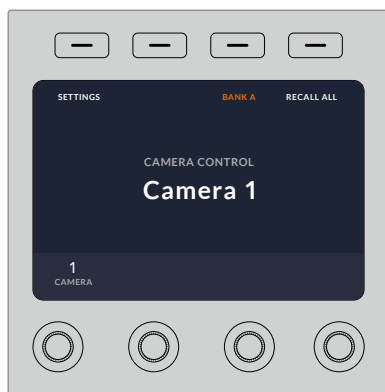 SETTINGS BANK A RECALL ALL
CAMERA CONTROL
Camera 1
1
CAMERA